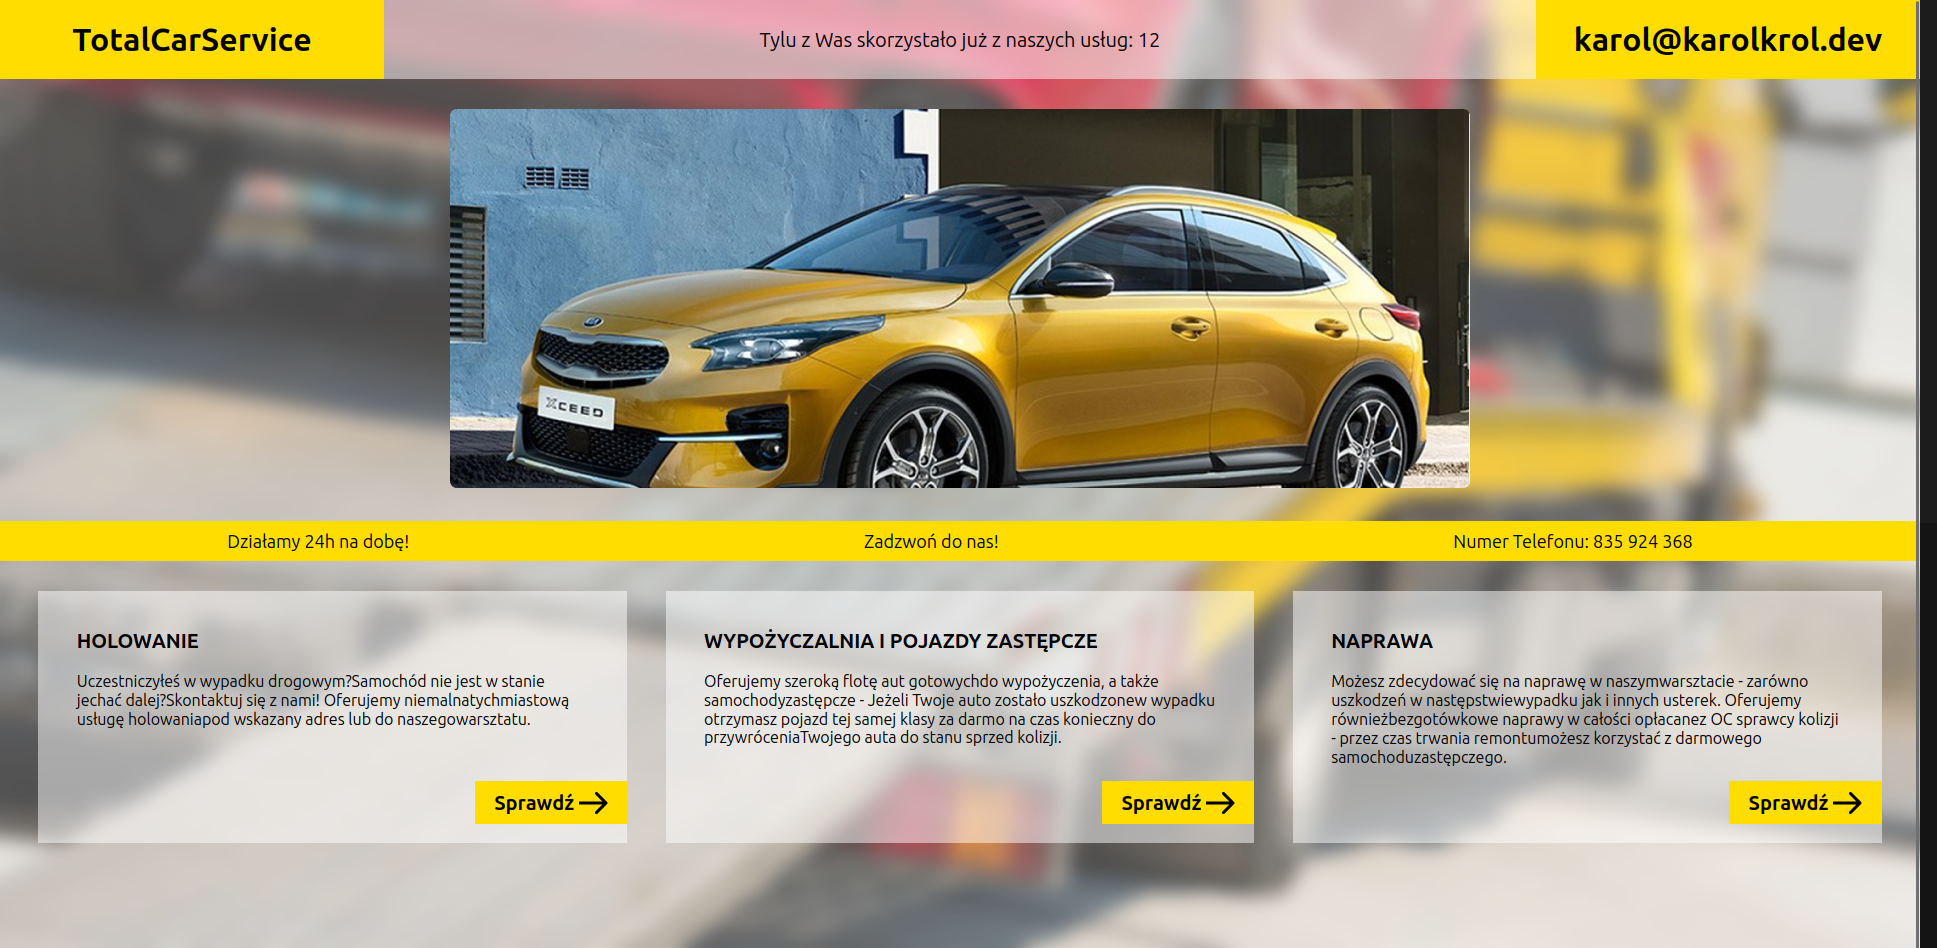 TotalCarService
Tylu z Was skorzystało już z naszych usług: 12
karol@karolkrol.dev
XCEED
Działamy 24h na dobę!
Zadzwoń do nas!
Numer Telefonu: 835 924 368
HOLOWANIE
Uczestniczyłeś w wypadku drogowym?Samochód nie jest w stanie
jechać dalej?Skontaktuj się z nami! Oferujemy niemalnatychmiastową
usługę holowaniapod wskazany adres lub do naszegowarsztatu.
Sprawdź
WYPOŻYCZALNIA I POJAZDY ZASTĘPCZE
Oferujemy szeroką flotę aut gotowychdo wypożyczenia, a także
samochodyzastępcze - Jeżeli Twoje auto zostało uszkodzonew wypadku
otrzymasz pojazd tej samej klasy za darmo na czas konieczny do
przywróceniaTwojego auta do stanu sprzed kolizji.
Sprawdź
NAPRAWA
Możesz zdecydować się na naprawę w naszymwarsztacie - zarówno
uszkodzeń w następstwiewypadku jak i innych usterek. Oferujemy
równieżbezgotówkowe naprawy w całości opłacanez OC sprawcy kolizji
- przez czas trwania remontumożesz korzystać z darmowego
samochoduzastępczego.
Sprawdź